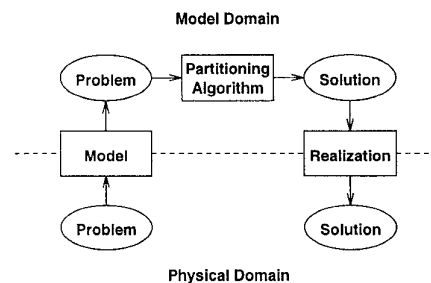 Model Domain
Problem
Partitioning
Algorithm
Solution
Model
Realization
Problem
Solution
Physical Domain